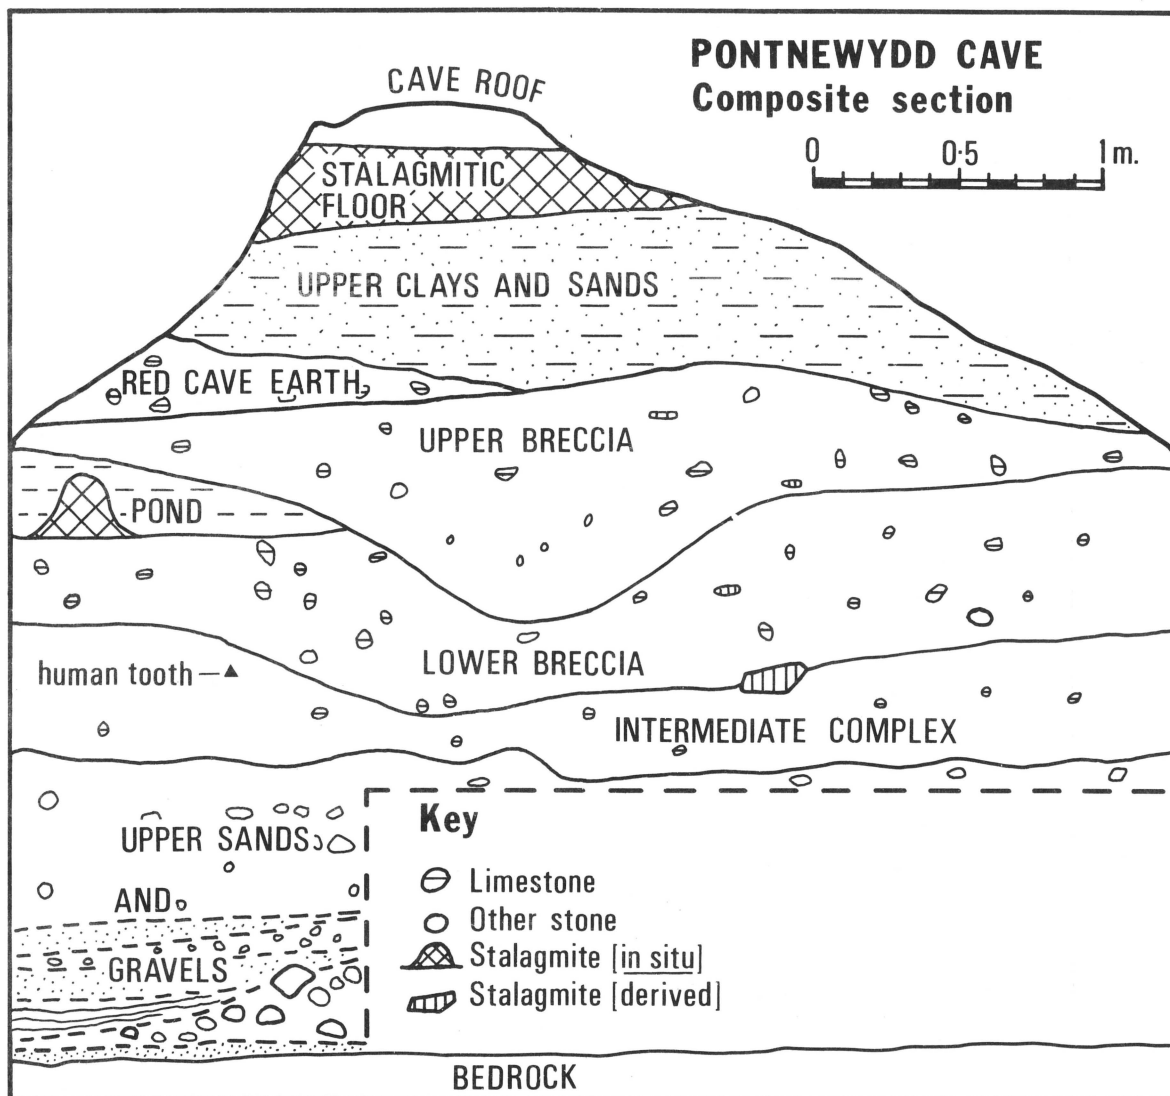 PONTNEWYDD CAVE
Composite section
0 0·5 1 m.
CAVE ROOF
STALAGMITIC
FLOOR
UPPER CLAYS AND SANDS
RED CAVE EARTH
UPPER BRECCIA
POND
LOWER BRECCIA
human tooth
INTERMEDIATE COMPLEX
UPPER SANDS
AND
GRAVELS
Key
Limestone
Other stone
Stalagmite [in situ]
Stalagmite [derived]
BEDROCK